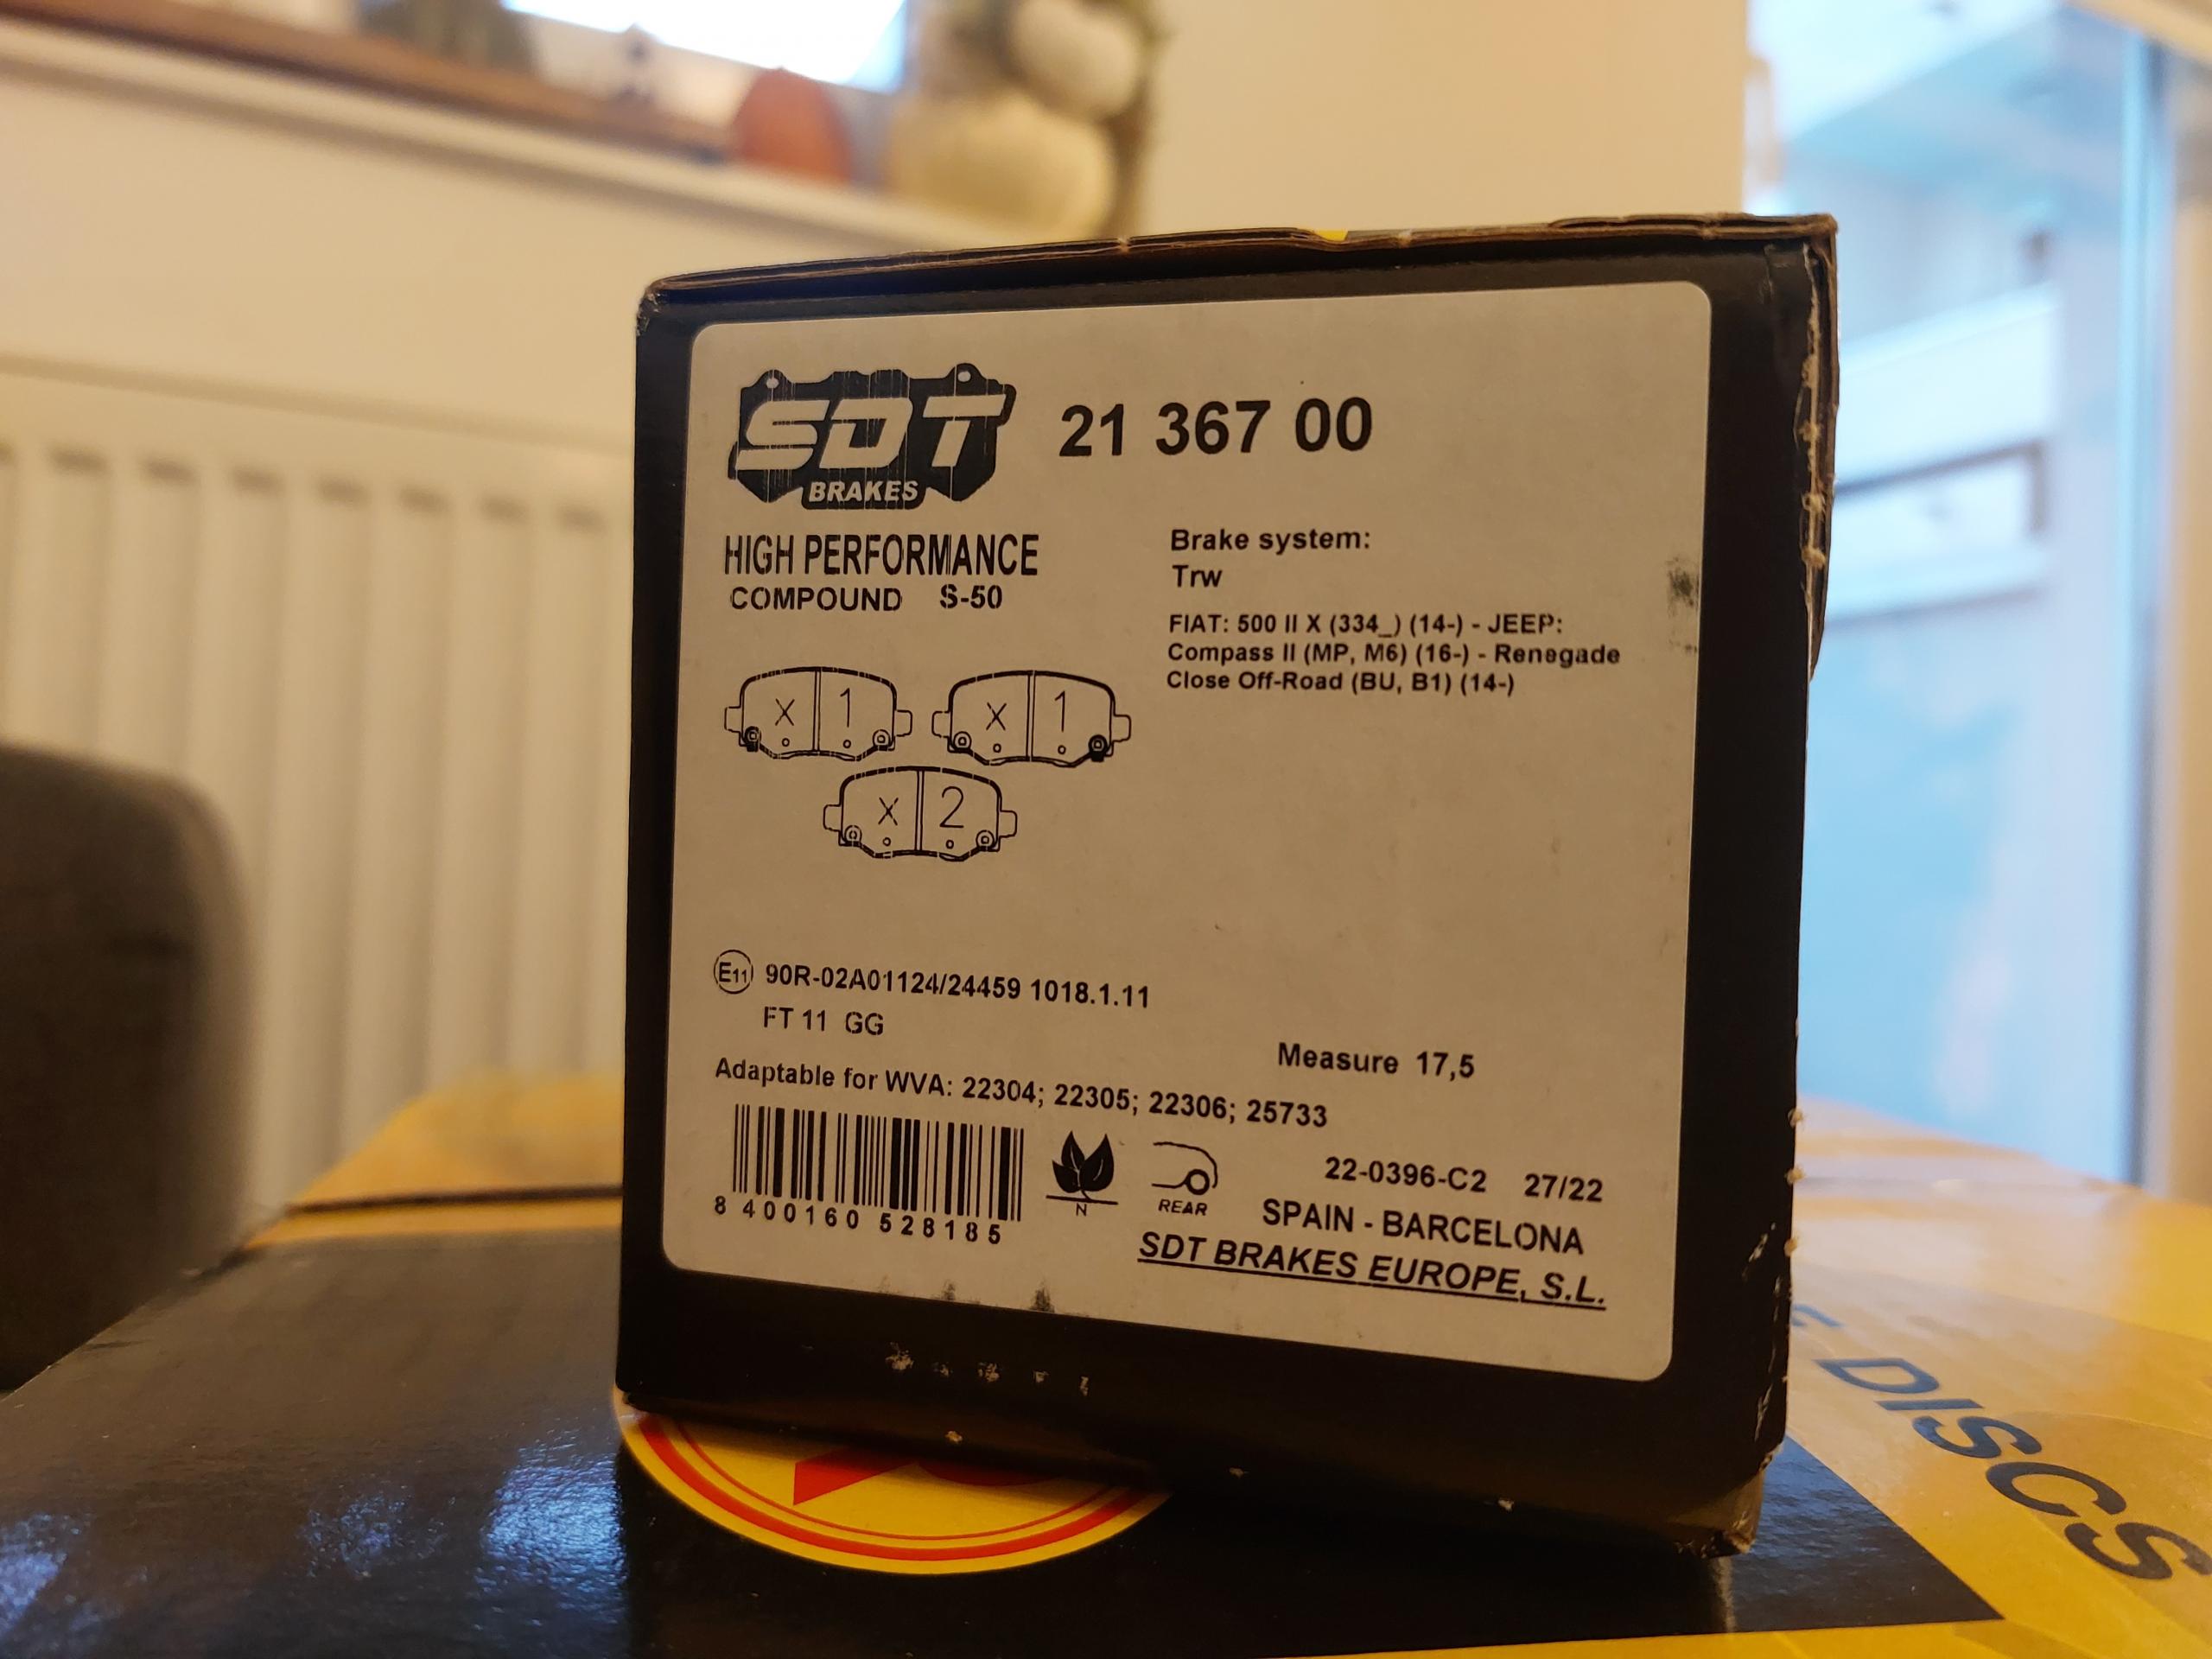 SDT
BRAKES
21 367 00
HIGH PERFORMANCE
COMPOUND S-50
Brake system:
Trw
FIAT: 500 II X (334_) (14-) - JEEP:
Compass II (MP, M6) (16-) - Renegade
Close Off-Road (BU, B1) (14-)
X 1
X 1
X 2
E11 90R-02A01124/24459 1018.1.11
FT 11 GG
Measure 17,5
Adaptable for WVA: 22304; 22305; 22306; 25733
8 400160 528185
N
REAR
22-0396-C2 27/22
SPAIN - BARCELONA
SDT BRAKES EUROPE, S.L.
DISCS